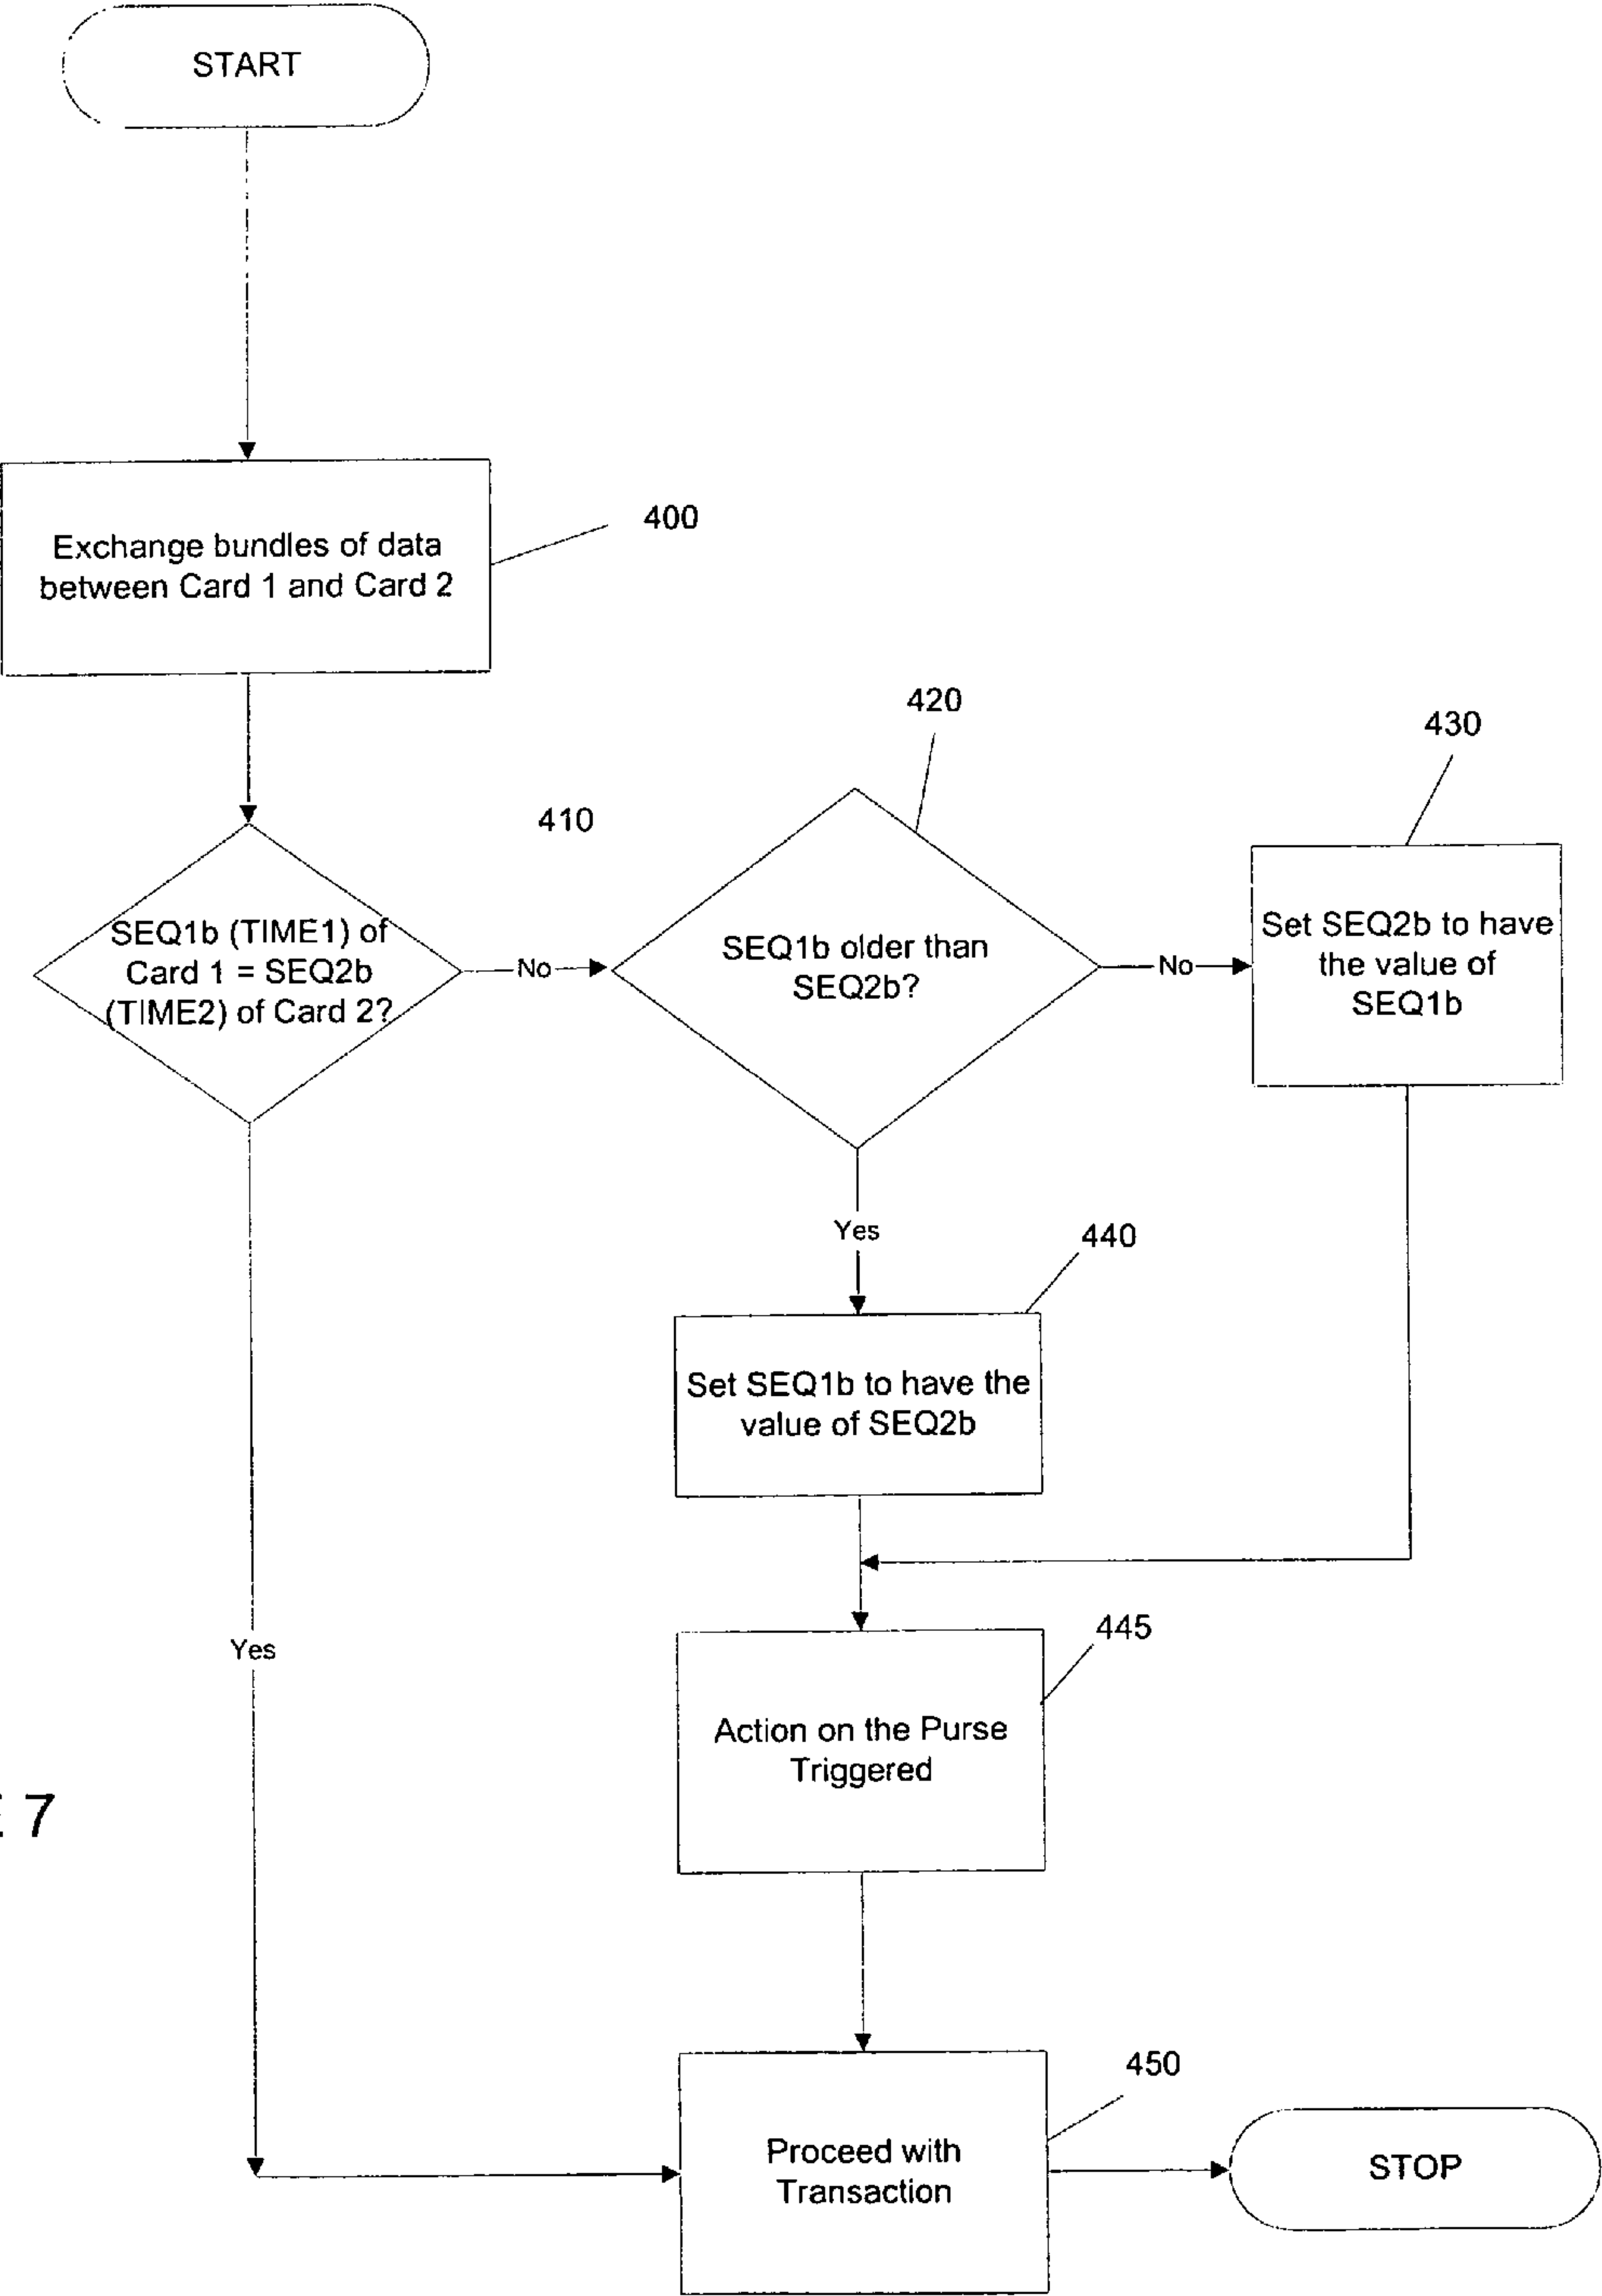 START
Exchange bundles of data
between Card 1 and Card 2
400
410
SEQ1b (TIME1) of
Card 1 = SEQ2b
(TIME2) of Card 2?
No
420
SEQ1b older than
SEQ2b?
No
430
Set SEQ2b to have
the value of
SEQ1b
Yes
440
Set SEQ1b to have the
value of SEQ2b
Yes
445
Action on the Purse
Triggered
E 7
450
Proceed with
Transaction
STOP